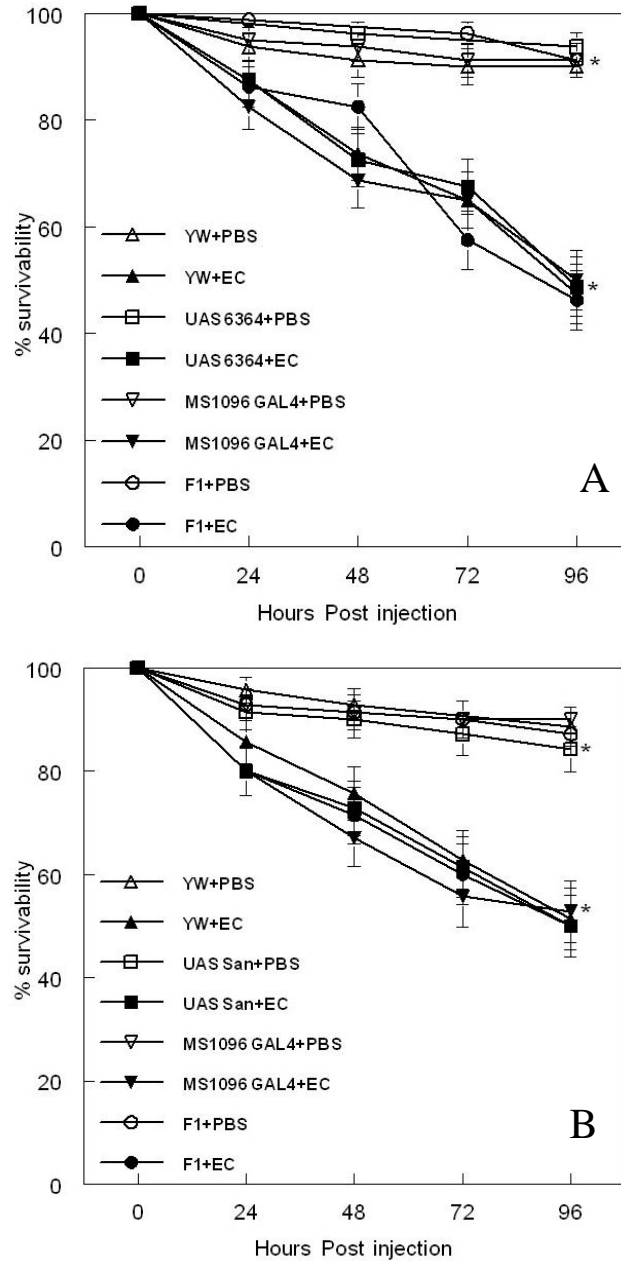 100
80
60
40
20
0
% survivability
*
*
YW+PBS
YW+EC
UAS 6364+PBS
UAS 6364+EC
MS1096 GAL4+PBS
MS1096 GAL4+EC
F1+PBS
F1+EC
A
0 24 48 72 96
Hours Post injection
100
80
60
40
20
0
% survivability
*
*
YW+PBS
YW+EC
UAS San+PBS
UAS San+EC
MS1096 GAL4+PBS
MS1096 GAL4+EC
F1+PBS
F1+EC
B
0 24 48 72 96
Hours Post injection